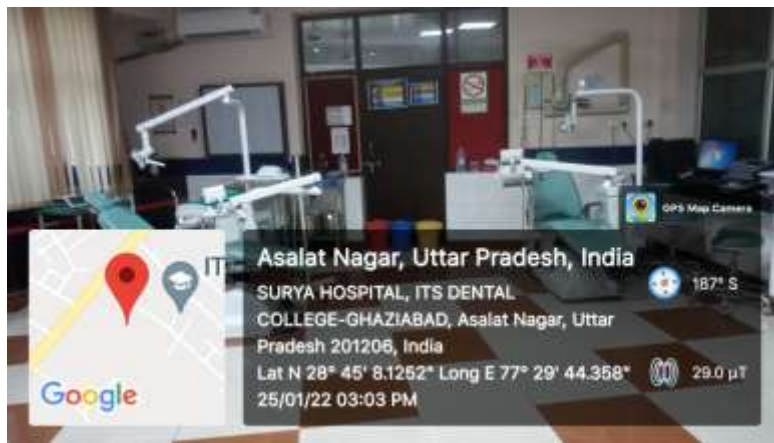 GPS Map Camera
IT
Google
Asalat Nagar, Uttar Pradesh, India
SURYA HOSPITAL, ITS DENTAL
COLLEGE-GHAZIABAD, Asalat Nagar, Uttar
Pradesh 201206, India
Lat N 28° 45' 8.1252" Long E 77° 29' 44.358"
25/01/22 03:03 PM
187° S
29.0 µT